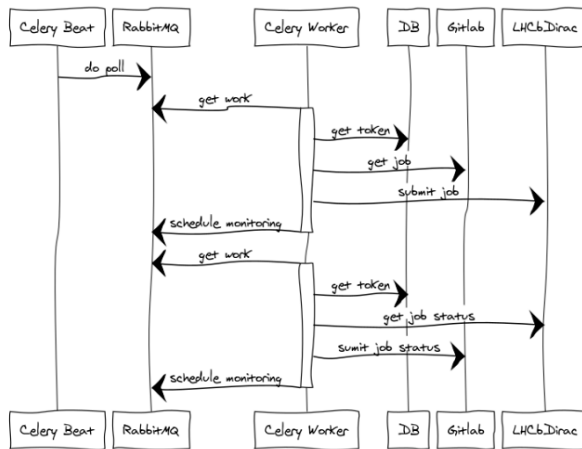 Celery Beat RabbitMQ Celery Worker DB Gitlab LHCbDirac
do poll
get work
get token
get job
submit job
schedule monitoring
get work
get token
get job status
sumit job status
schedule monitoring
Celery Beat RabbitMQ Celery Worker DB Gitlab LHCbDirac